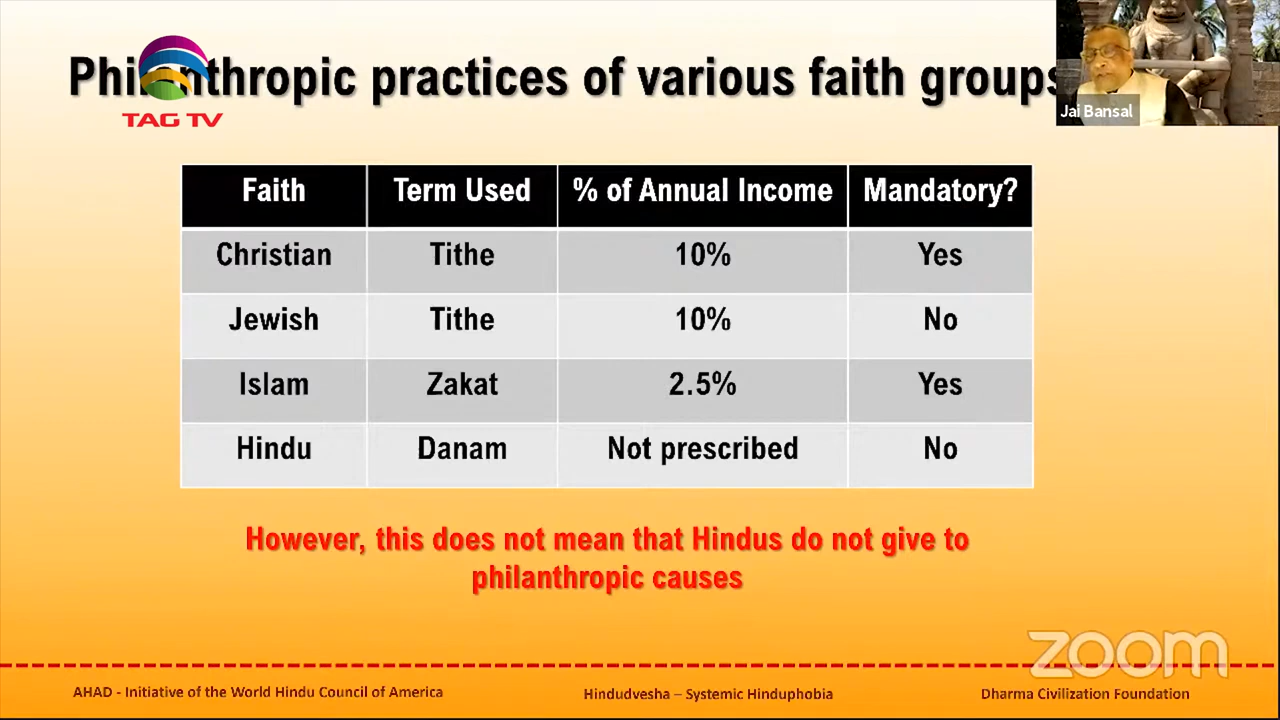 Philanthropic practices of various faith groups
TAG TV
Jai Bansal
Faith Term Used % of Annual Income Mandatory?
Christian Tithe 10% Yes
Jewish Tithe 10% No
Islam Zakat 2.5% Yes
Hindu Danam Not prescribed No
However, this does not mean that Hindus do not give to
philanthropic causes
zoom
AHAD - Initiative of the World Hindu Council of America Hindudvesha – Systemic Hinduphobia Dharma Civilization Foundation